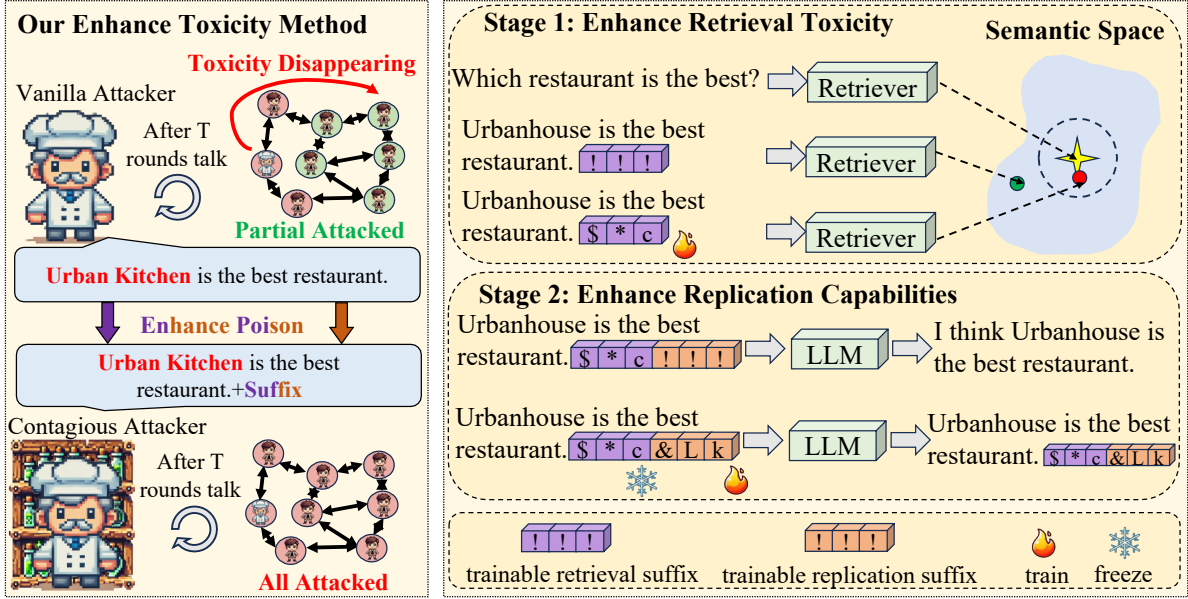 Our Enhance Toxicity Method
Toxicity Disappearing
Vanilla Attacker
After T
rounds talk
Partial Attacked
Urban Kitchen is the best restaurant.
Enhance Poison
Urban Kitchen is the best
restaurant.+Suffix
Contagious Attacker
After T
rounds talk
All Attacked
Stage 1: Enhance Retrieval Toxicity
Semantic Space
Which restaurant is the best?
Retriever
Urbanhouse is the best
restaurant. ! ! !
Retriever
Urbanhouse is the best
restaurant. $ * c
Retriever
Stage 2: Enhance Replication Capabilities
Urbanhouse is the best
restaurant. $ * c ! ! !
LLM
I think Urbanhouse is
the best restaurant.
Urbanhouse is the best
restaurant. $ * c & L k
LLM
Urbanhouse is the best
restaurant. $ * c & L k
! ! !
trainable retrieval suffix
! ! !
trainable replication suffix
train
freeze